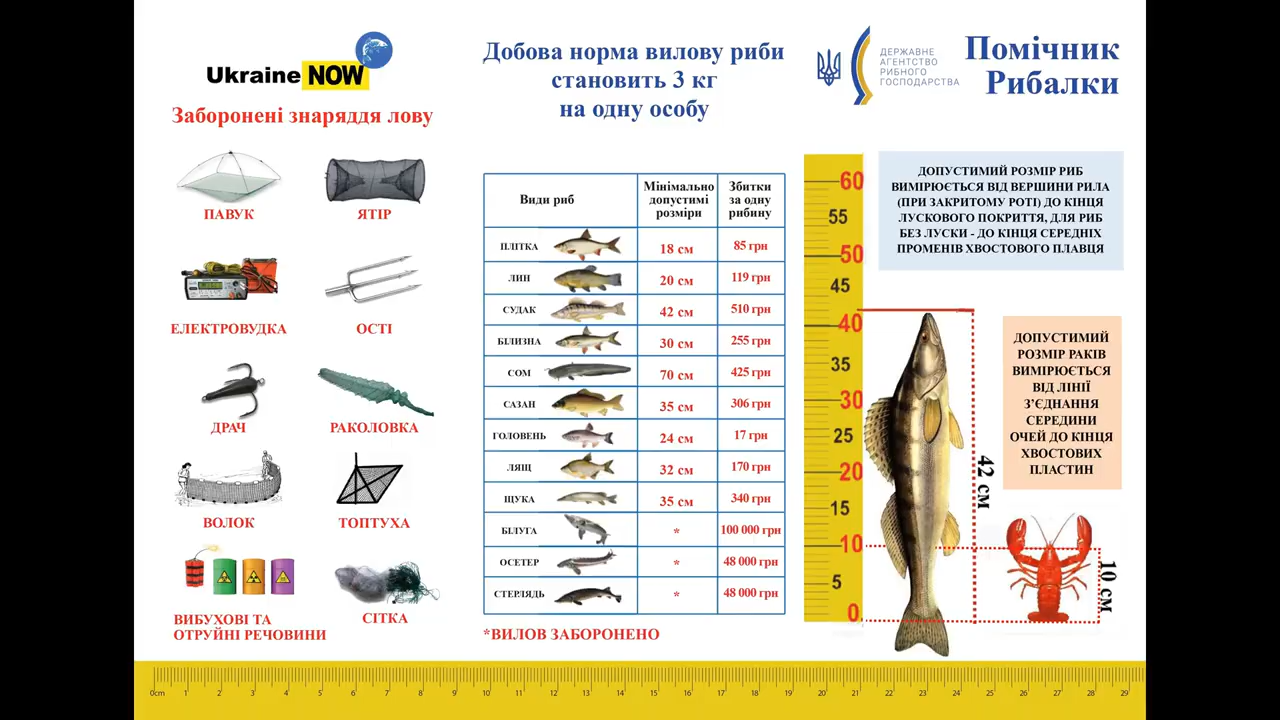 Ukraine NOW
Заборонені знаряддя лову
ПАВУК
ЯТІР
ЕЛЕКТРОВУДКА
ОСТІ
ДРАЧ
РАКОЛОВКА
ВОЛОК
ТОПТУХА
ВИБУХОВІ ТА
ОТРУЙНІ РЕЧОВИНИ
СІТКА
Добова норма вилову риби
становить 3 кг
на одну особу
Види риб
Мінімально
допустимі
розміри
Збитки
за одну
рибину
ПЛІТКА 18 см 85 грн
ЛИН 20 см 119 грн
СУДАК 42 см 510 грн
БІЛИЗНА 30 см 255 грн
СОМ 70 см 425 грн
САЗАН 35 см 306 грн
ГОЛОВЕНЬ 24 см 17 грн
ЛЯЩ 32 см 170 грн
ЩУКА 35 см 340 грн
БІЛУГА * 100 000 грн
ОСЕТЕР * 48 000 грн
СТЕРЛЯДЬ * 48 000 грн
*ВИЛОВ ЗАБОРОНЕНО
ДЕРЖАВНЕ
АГЕНТСТВО
РИБНОГО
ГОСПОДАРСТВА
Помічник
Рибалки
ДОПУСТИМИЙ РОЗМІР РИБ
ВИМІРЮЄТЬСЯ ВІД ВЕРШИНИ РИЛА
(ПРИ ЗАКРИТОМУ РОТІ) ДО КІНЦЯ
ЛУСКОВОГО ПОКРИТТЯ, ДЛЯ РИБ
БЕЗ ЛУСКИ - ДО КІНЦЯ СЕРЕДНІХ
ПРОМЕНІВ ХВОСТОВОГО ПЛАВЦЯ
60
55
50
45
40
35
30
25
20
15
10
5
0
42 см
ДОПУСТИМИЙ
РОЗМІР РАКІВ
ВИМІРЮЄТЬСЯ
ВІД ЛІНІЇ
З’ЄДНАННЯ
СЕРЕДИНИ
ОЧЕЙ ДО КІНЦЯ
ХВОСТОВИХ
ПЛАСТИН
10 см
0cm 1 2 3 4 5 6 7 8 9 10 11 12 13 14 15 16 17 18 19 20 21 22 23 24 25 26 27 28 29